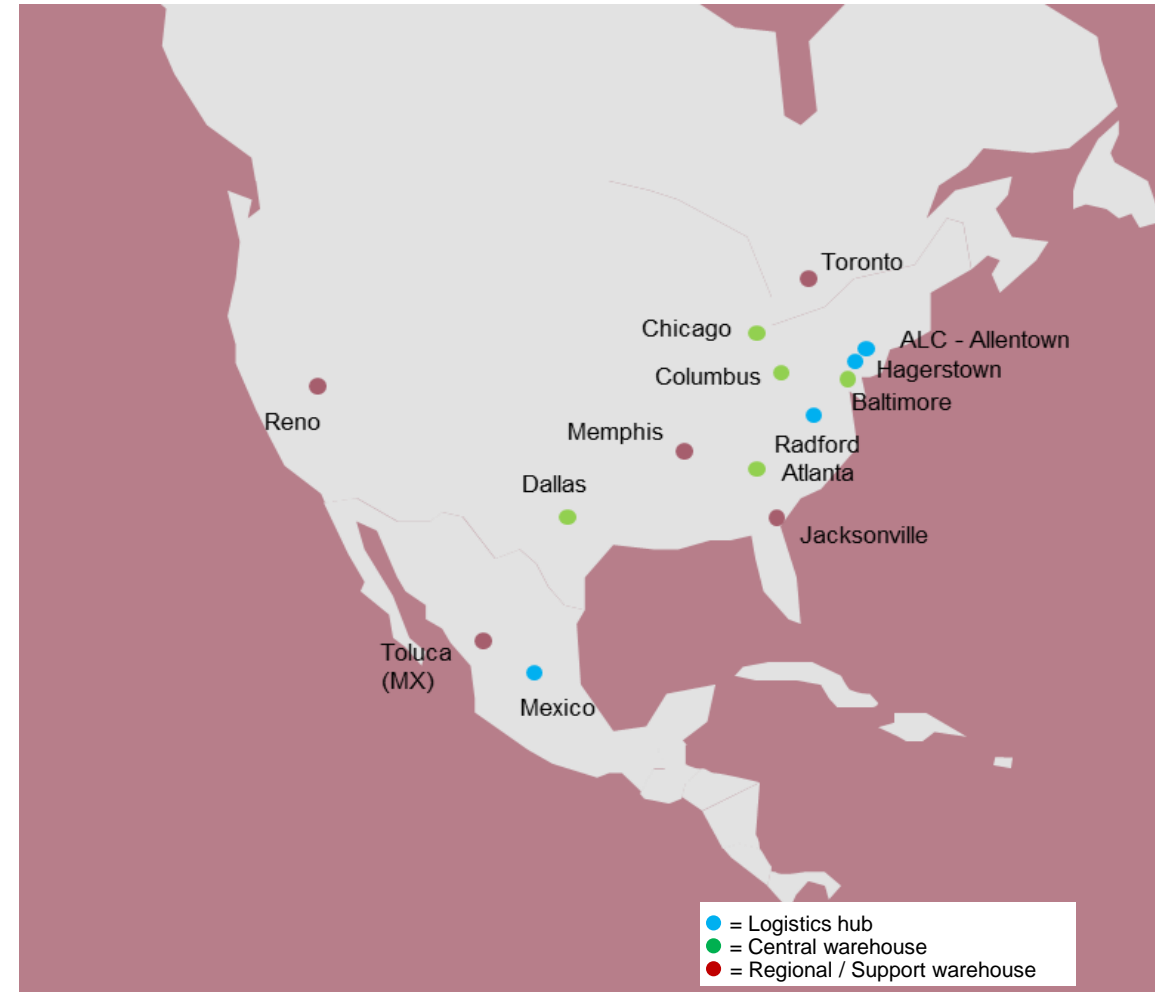 Toronto
Chicago
ALC - Allentown
Hagerstown
Columbus
Baltimore
Reno
Memphis
Radford
Atlanta
Dallas
Jacksonville
Toluca
(MX)
Mexico
= Logistics hub
= Central warehouse
= Regional / Support warehouse